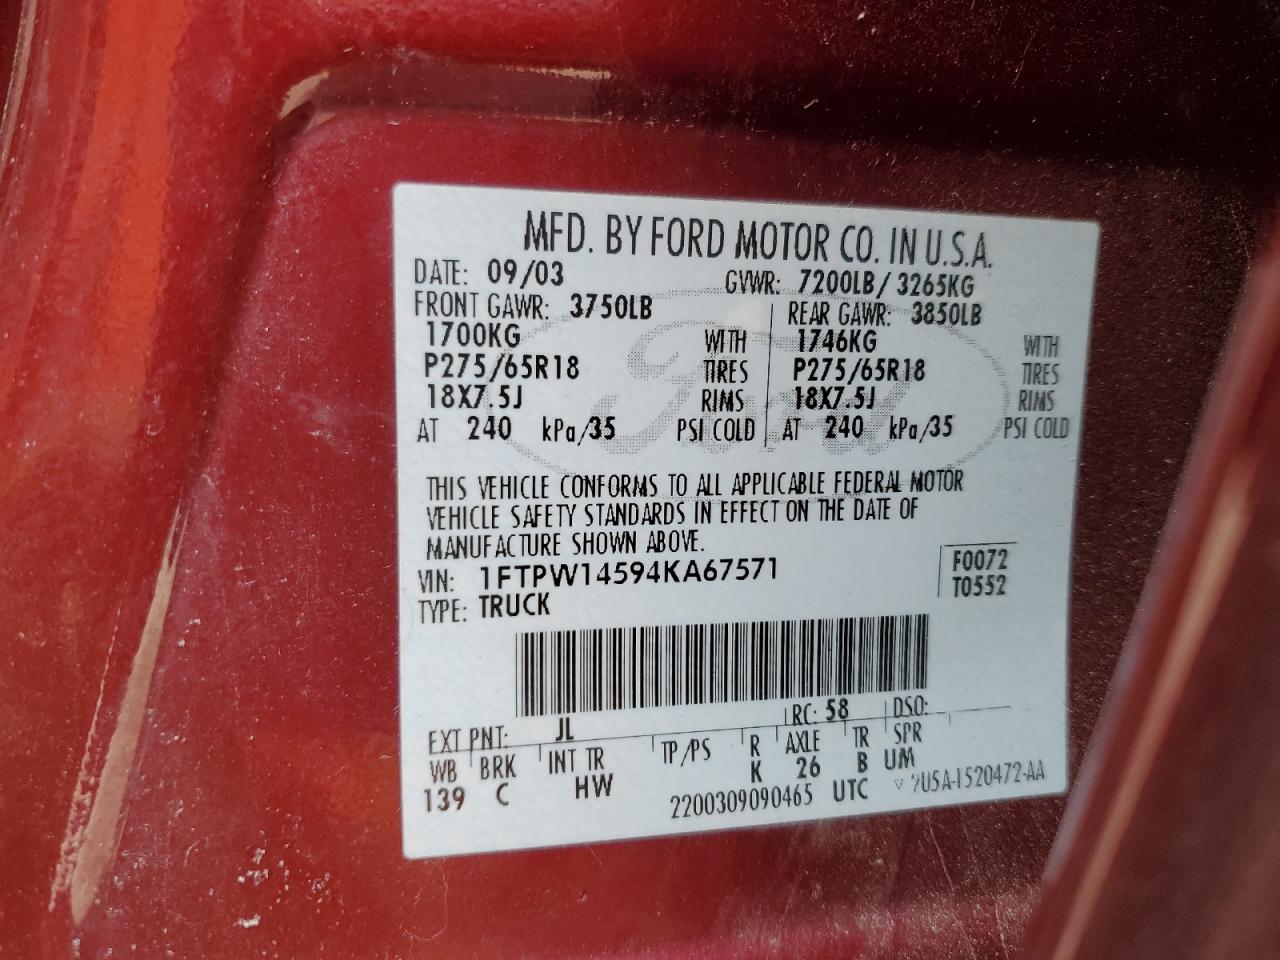 MFD. BY FORD MOTOR CO. IN U.S.A.
DATE: 09/03 GVWR: 7200LB/ 3265KG
FRONT GAWR: 3750LB REAR GAWR: 3850LB
1700KG WITH 1746KG WITH
P275/65R18 TIRES P275/65R18 TIRES
18X7.5J RIMS 18X7.5J RIMS
AT 240 kPa/35 PSI COLD AT 240 kPa/35 PSI COLD
Ford
THIS VEHICLE CONFORMS TO ALL APPLICABLE FEDERAL MOTOR
VEHICLE SAFETY STANDARDS IN EFFECT ON THE DATE OF
MANUFACTURE SHOWN ABOVE.
VIN: 1FTPW14594KA67571 F0072
TYPE: TRUCK T0552
EXT PNT: JL RC: 58 DSO:
WB BRK INT TR TP/PS R AXLE TR SPR
139 C HW K 26 B UM
2200309090465 UTC 2U5A-1520472-AA